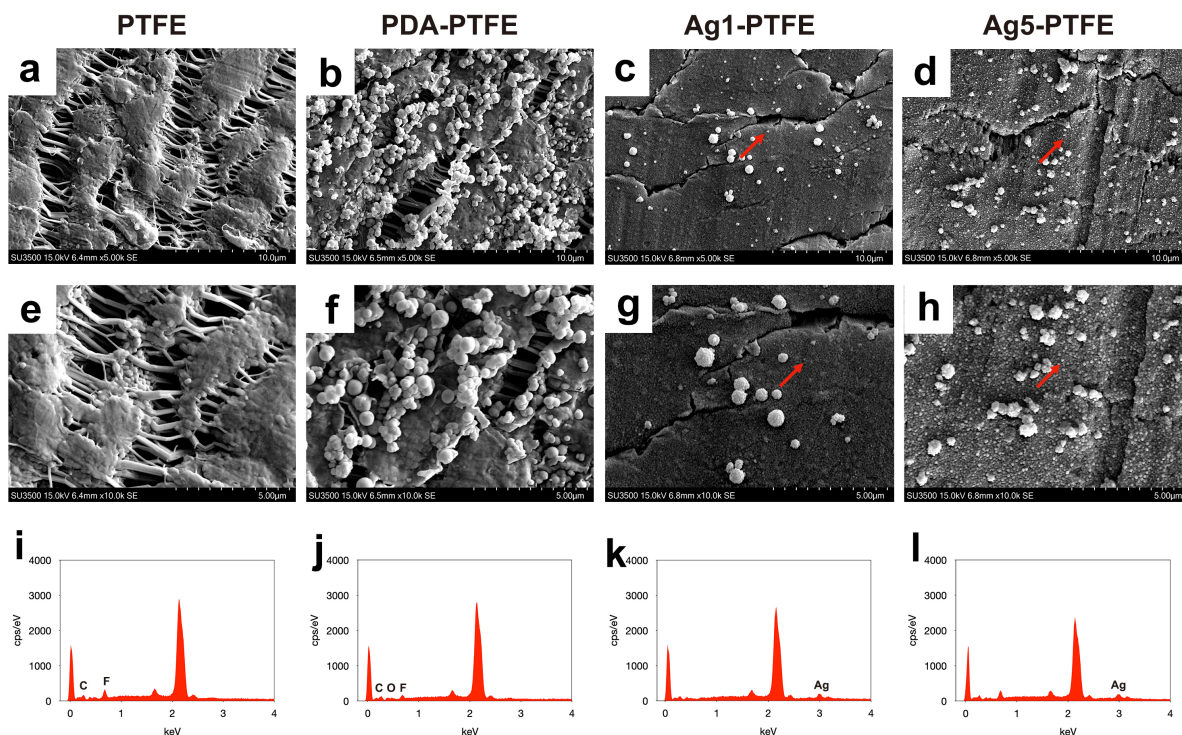 PTFE PDA-PTFE Ag1-PTFE Ag5-PTFE
a b c d
SU3500 15.0kV 6.4mm x5.00k SE 10.0µm
SU3500 15.0kV 6.5mm x5.00k SE 10.0µm
SU3500 15.0kV 6.8mm x5.00k SE 10.0µm
SU3500 15.0kV 6.8mm x5.00k SE 10.0µm
e f g h
SU3500 15.0kV 6.4mm x10.0k SE 5.00µm
SU3500 15.0kV 6.5mm x10.0k SE 5.00µm
SU3500 15.0kV 6.8mm x10.0k SE 5.00µm
SU3500 15.0kV 6.8mm x10.0k SE 5.00µm
i
4000
3000
2000
1000
0
cps/eV
C F
0 1 2 3 4
keV
j
4000
3000
2000
1000
0
cps/eV
C O F
0 1 2 3 4
keV
k
4000
3000
2000
1000
0
cps/eV
Ag
0 1 2 3 4
keV
l
4000
3000
2000
1000
0
cps/eV
Ag
0 1 2 3 4
keV